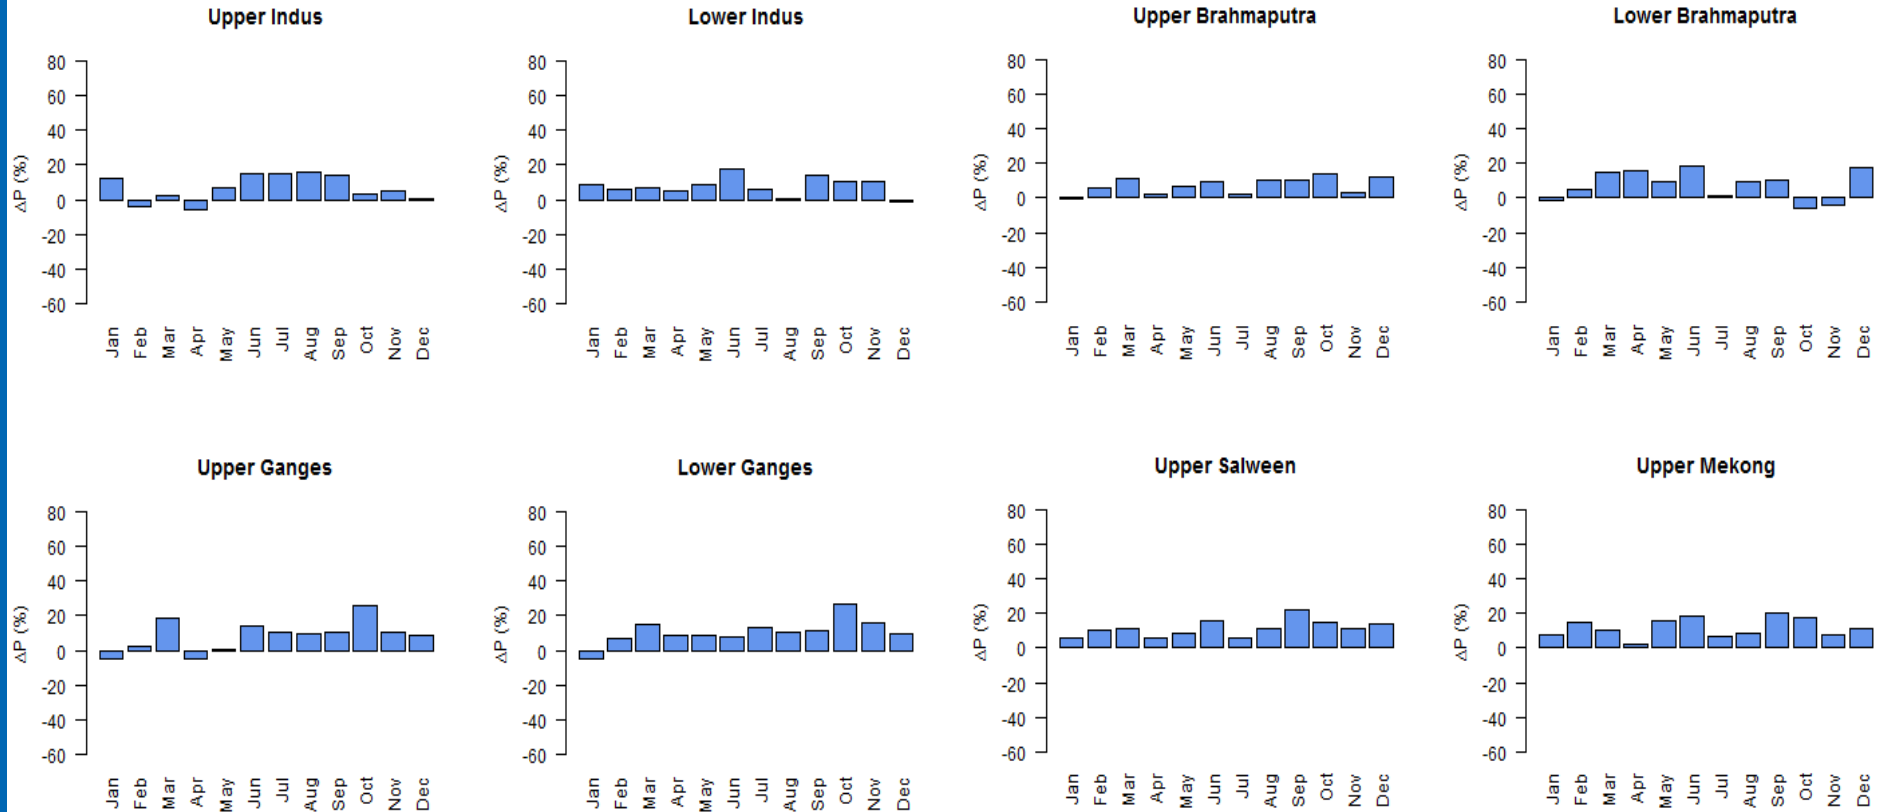 Upper Indus
80
60
40
20
0
-20
-40
-60
ΔP (%)
Jan Feb Mar Apr May Jun Jul Aug Sep Oct Nov Dec
Lower Indus
80
60
40
20
0
-20
-40
-60
ΔP (%)
Jan Feb Mar Apr May Jun Jul Aug Sep Oct Nov Dec
Upper Brahmaputra
80
60
40
20
0
-20
-40
-60
ΔP (%)
Jan Feb Mar Apr May Jun Jul Aug Sep Oct Nov Dec
Lower Brahmaputra
80
60
40
20
0
-20
-40
-60
ΔP (%)
Jan Feb Mar Apr May Jun Jul Aug Sep Oct Nov Dec
Upper Ganges
80
60
40
20
0
-20
-40
-60
ΔP (%)
Jan Feb Mar Apr May Jun Jul Aug Sep Oct Nov Dec
Lower Ganges
80
60
40
20
0
-20
-40
-60
ΔP (%)
Jan Feb Mar Apr May Jun Jul Aug Sep Oct Nov Dec
Upper Salween
80
60
40
20
0
-20
-40
-60
ΔP (%)
Jan Feb Mar Apr May Jun Jul Aug Sep Oct Nov Dec
Upper Mekong
80
60
40
20
0
-20
-40
-60
ΔP (%)
Jan Feb Mar Apr May Jun Jul Aug Sep Oct Nov Dec